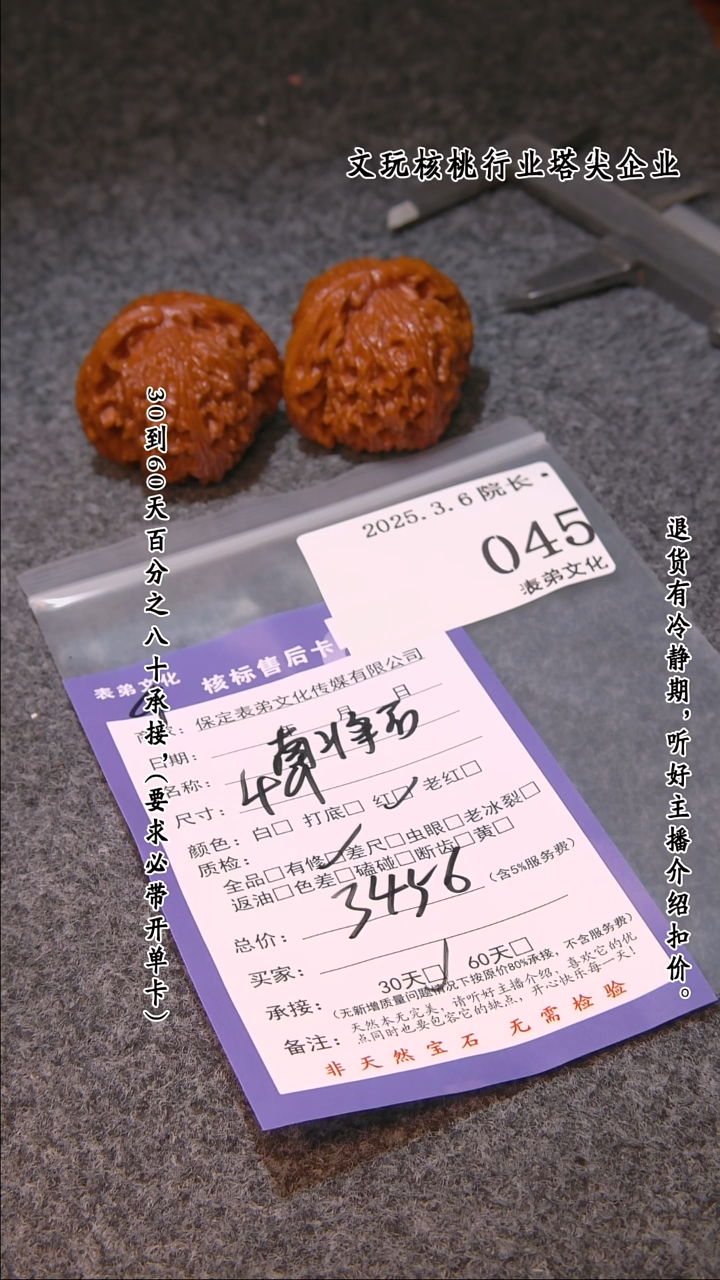 文玩核桃行业塔尖企业
30到60天百分之八十承接，(要求必带开单卡)
退货有冷静期，听好主播介绍扣价。
2025.3.6 院长·
045
表弟文化
表弟文化 核标售后卡
保定表弟文化传媒有限公司
日期： 年 月 日
名称：
尺寸：
颜色：白□ 打底□ 红□ 老红□
质检：
全品□有修□差尺□虫眼□老冰裂□
返油□色差□磕碰□断齿□黄□
总价： 3456 (含5%服务费)
买家：
承接： 30天□ 60天□
(无新增质量问题情况下按原价80%承接，不含服务费)
备注： 天然本无完美，请听好主播介绍，喜欢它的优
点同时也要包容它的缺点，开心快乐每一天！
非天然宝石 无需检验